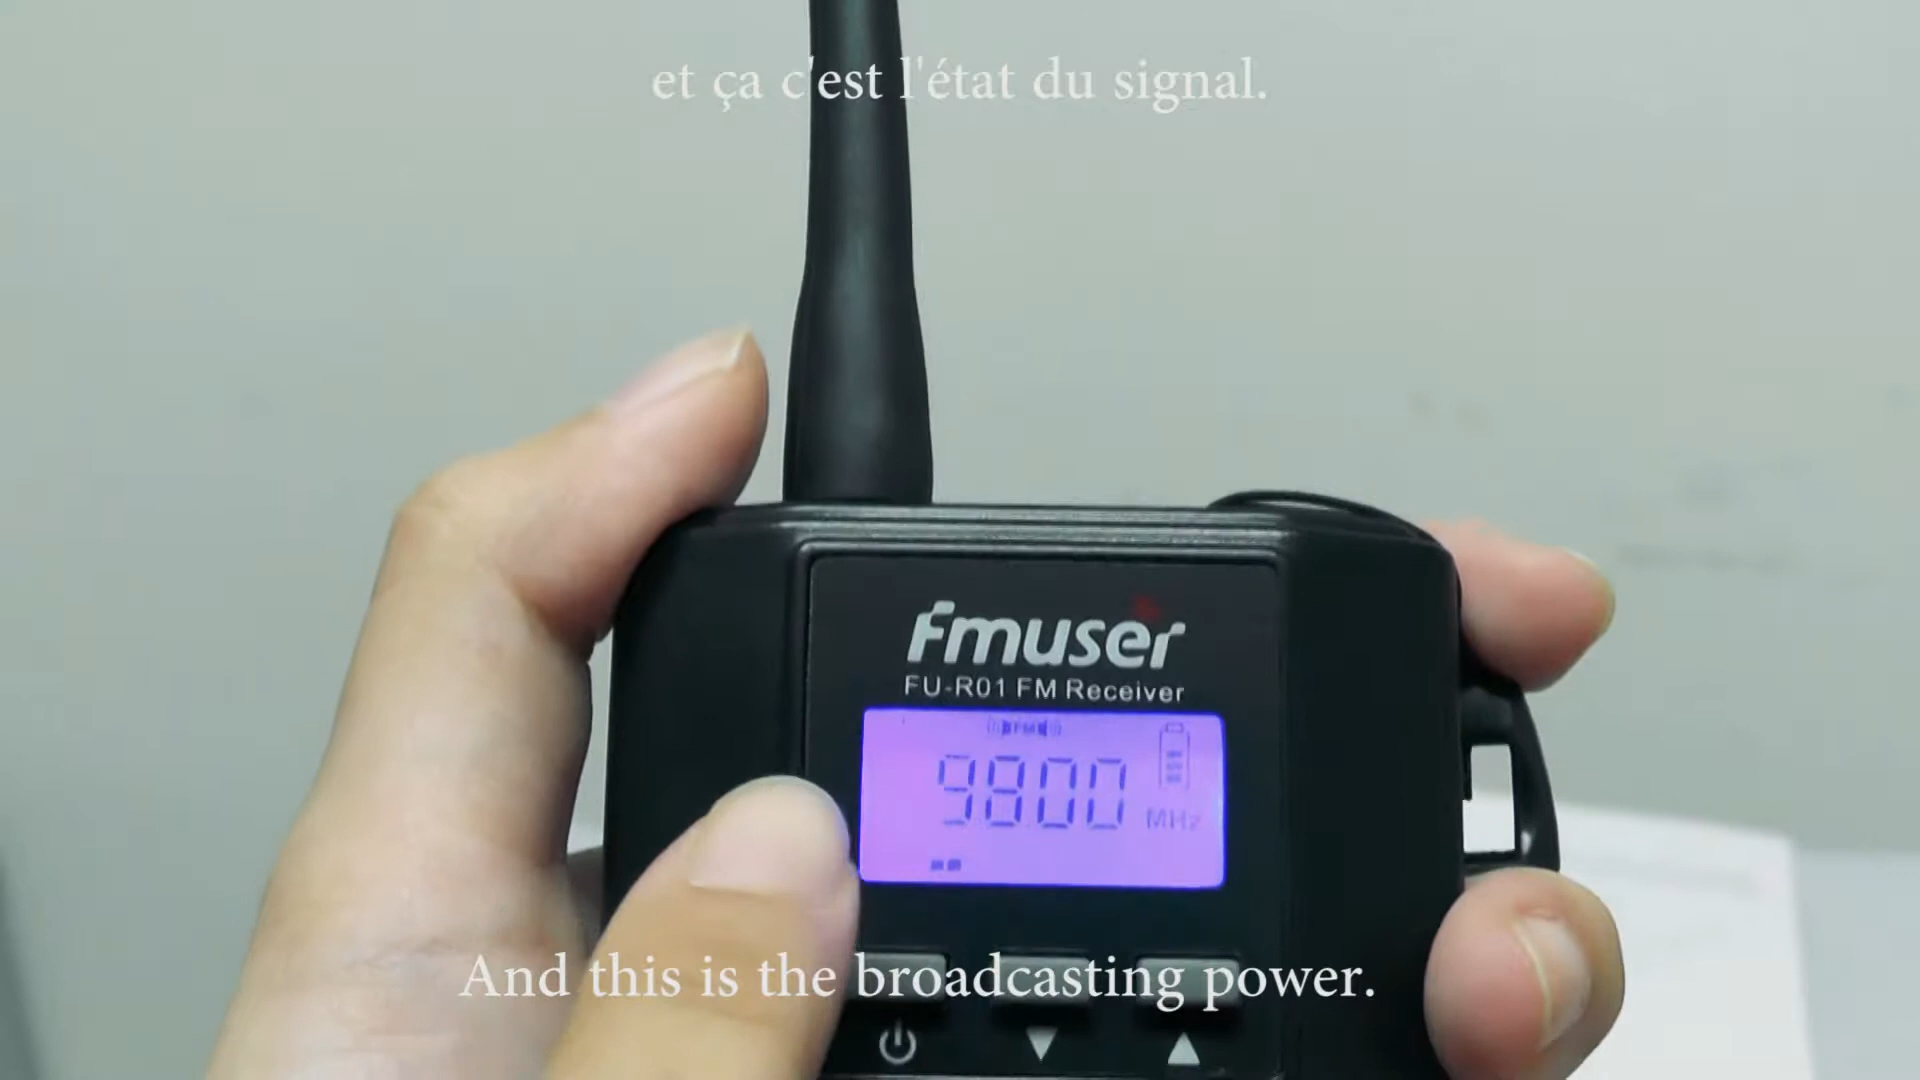 et ça c'est l'état du signal.
Fmuser
FU-R01 FM Receiver
FM
9800
MHz
And this is the broadcasting power.